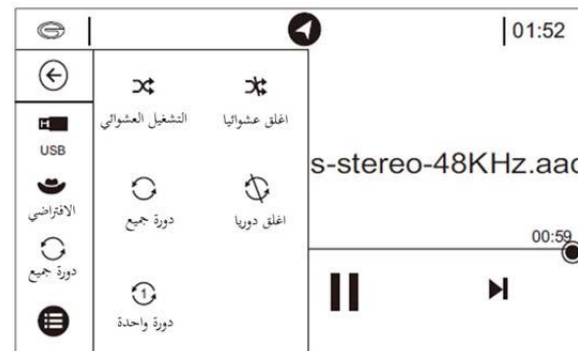 01:52
USB
الافتراضي
دورة جميع
التشغيل العشوائي
اغلق عشوائيا
دورة جميع
اغلق دوريا
1
دورة واحدة
s-stereo-48KHz.aac
00:59